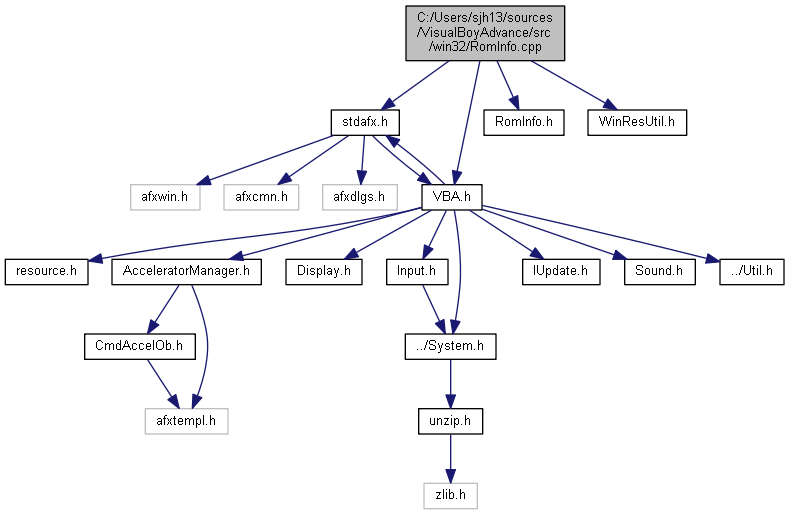 C:/Users/sjh13/sources
/VisualBoyAdvance/src
/win32/RomInfo.cpp
stdafx.h
RomInfo.h
WinResUtil.h
afxwin.h
afxcmn.h
afxdlgs.h
VBA.h
resource.h
AcceleratorManager.h
Display.h
Input.h
IUpdate.h
Sound.h
../Util.h
CmdAccelOb.h
../System.h
afxtempl.h
unzip.h
zlib.h